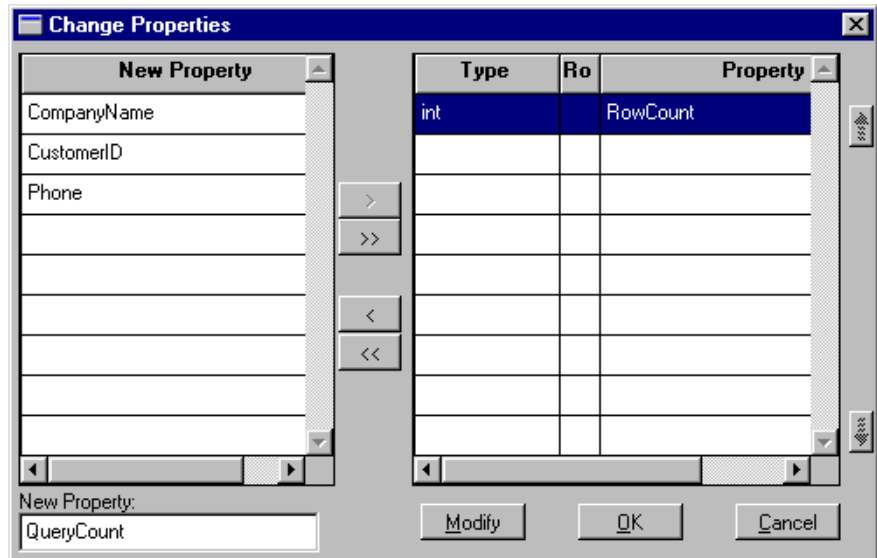 Change Properties
New Property
CompanyName
CustomerID
Phone
>
>>
<
<<
Type Ro Property
int RowCount
New Property:
QueryCount
Modify OK Cancel